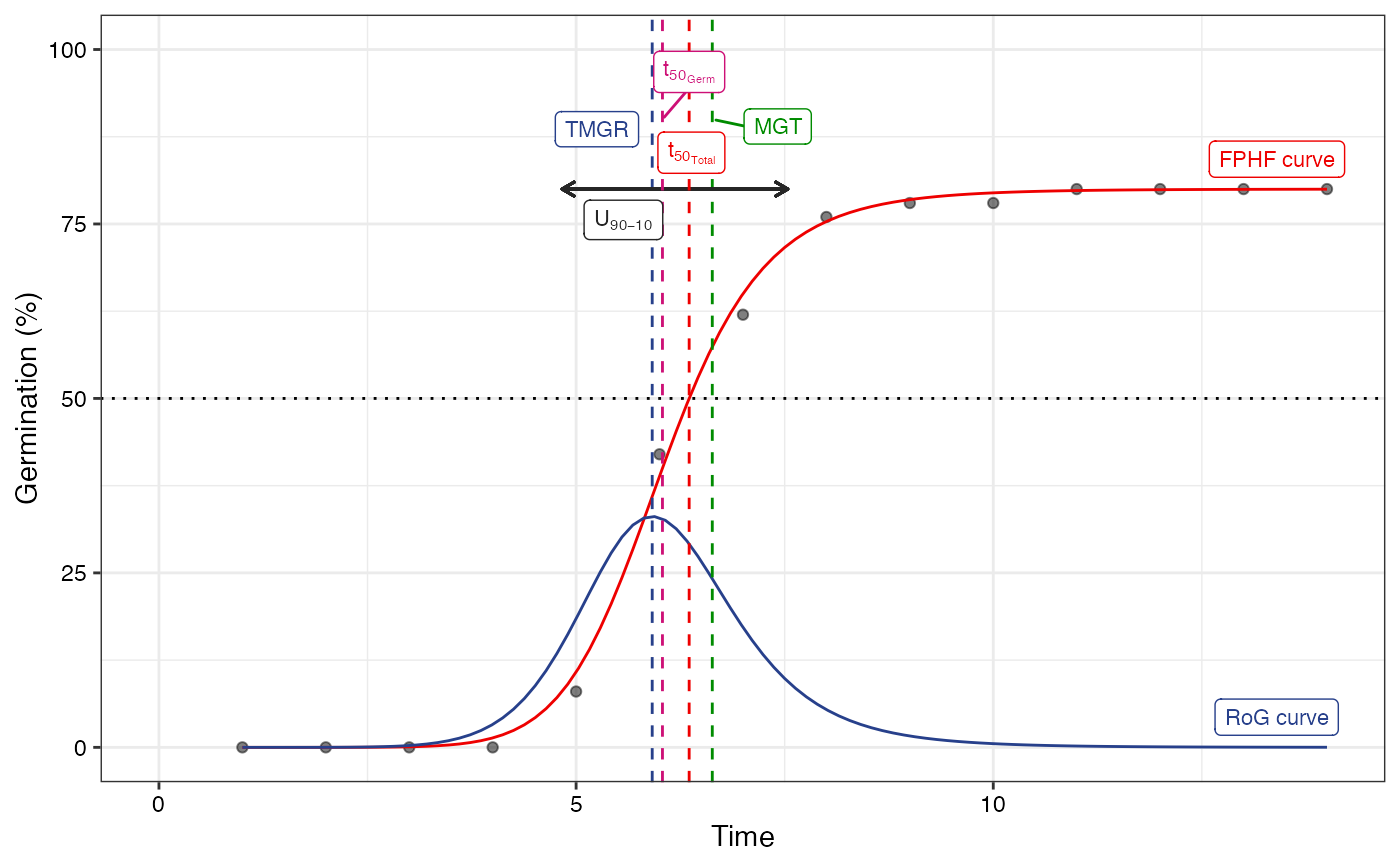 100
75
50
25
0
0
5
10
Germination (%)
Time
t50Germ
TMGR
MGT
t50Total
FPHF curve
U90−10
RoG curve